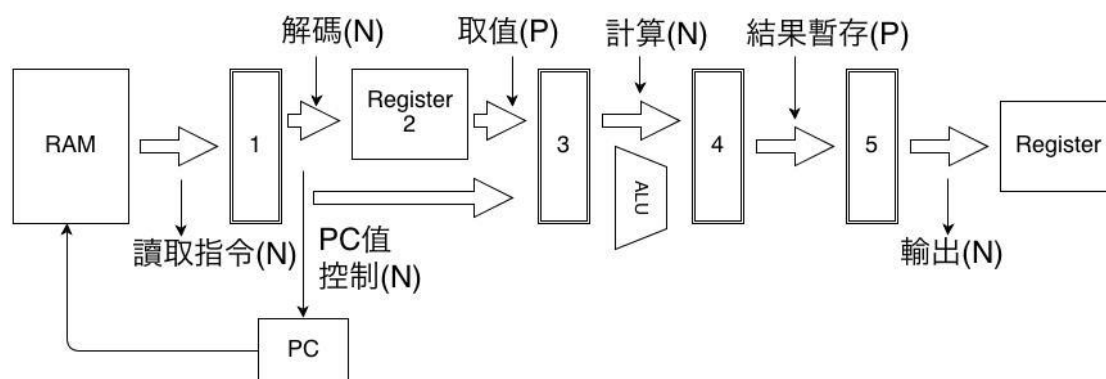 解碼(N)
取值(P)
計算(N)
結果暫存(P)
RAM
1
Register
2
3
ALU
4
5
Register
讀取指令(N)
PC值
控制(N)
輸出(N)
PC